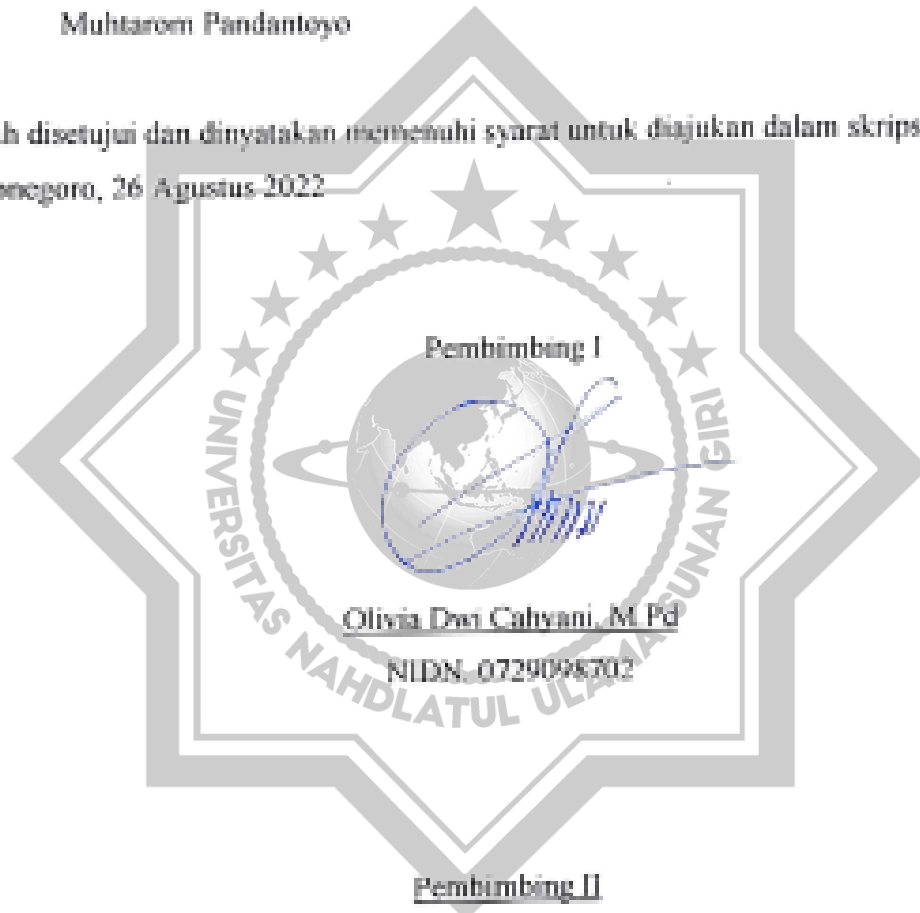 Muhtarom Pandantoyo
h disetujui dan dinyatakan memenuhi syarat untuk diajukan dalam skrips
onegoro, 26 Agustus 2022
Pembimbing I
UNIVERSITAS NAHDLATUL ULAMA SUNAN GIRI
Olivia Dwi Cahyani, M.Pd
NIDN. 0729098702
Pembimbing II